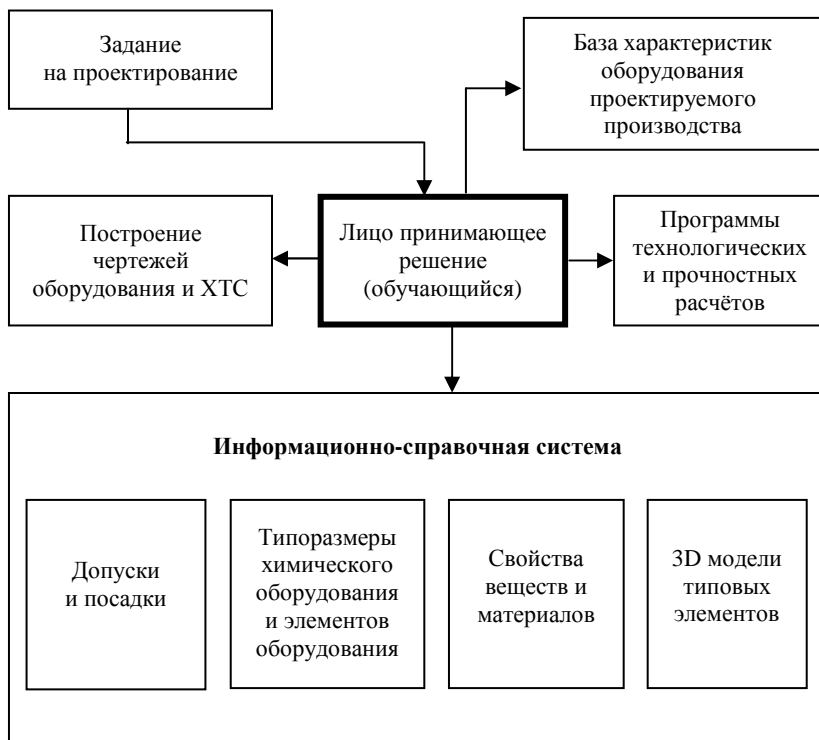 Задание
на проектирование
База характеристик
оборудования
проектируемого
производства
Построение
чертежей
оборудования и ХТС
Лицо принимающее
решение
(обучающийся)
Программы
технологических
и прочностных
расчётов
Информационно-справочная система
Допуски
и посадки
Типоразмеры
химического
оборудования
и элементов
оборудования
Свойства
веществ и
материалов
3D модели
типовых
элементов